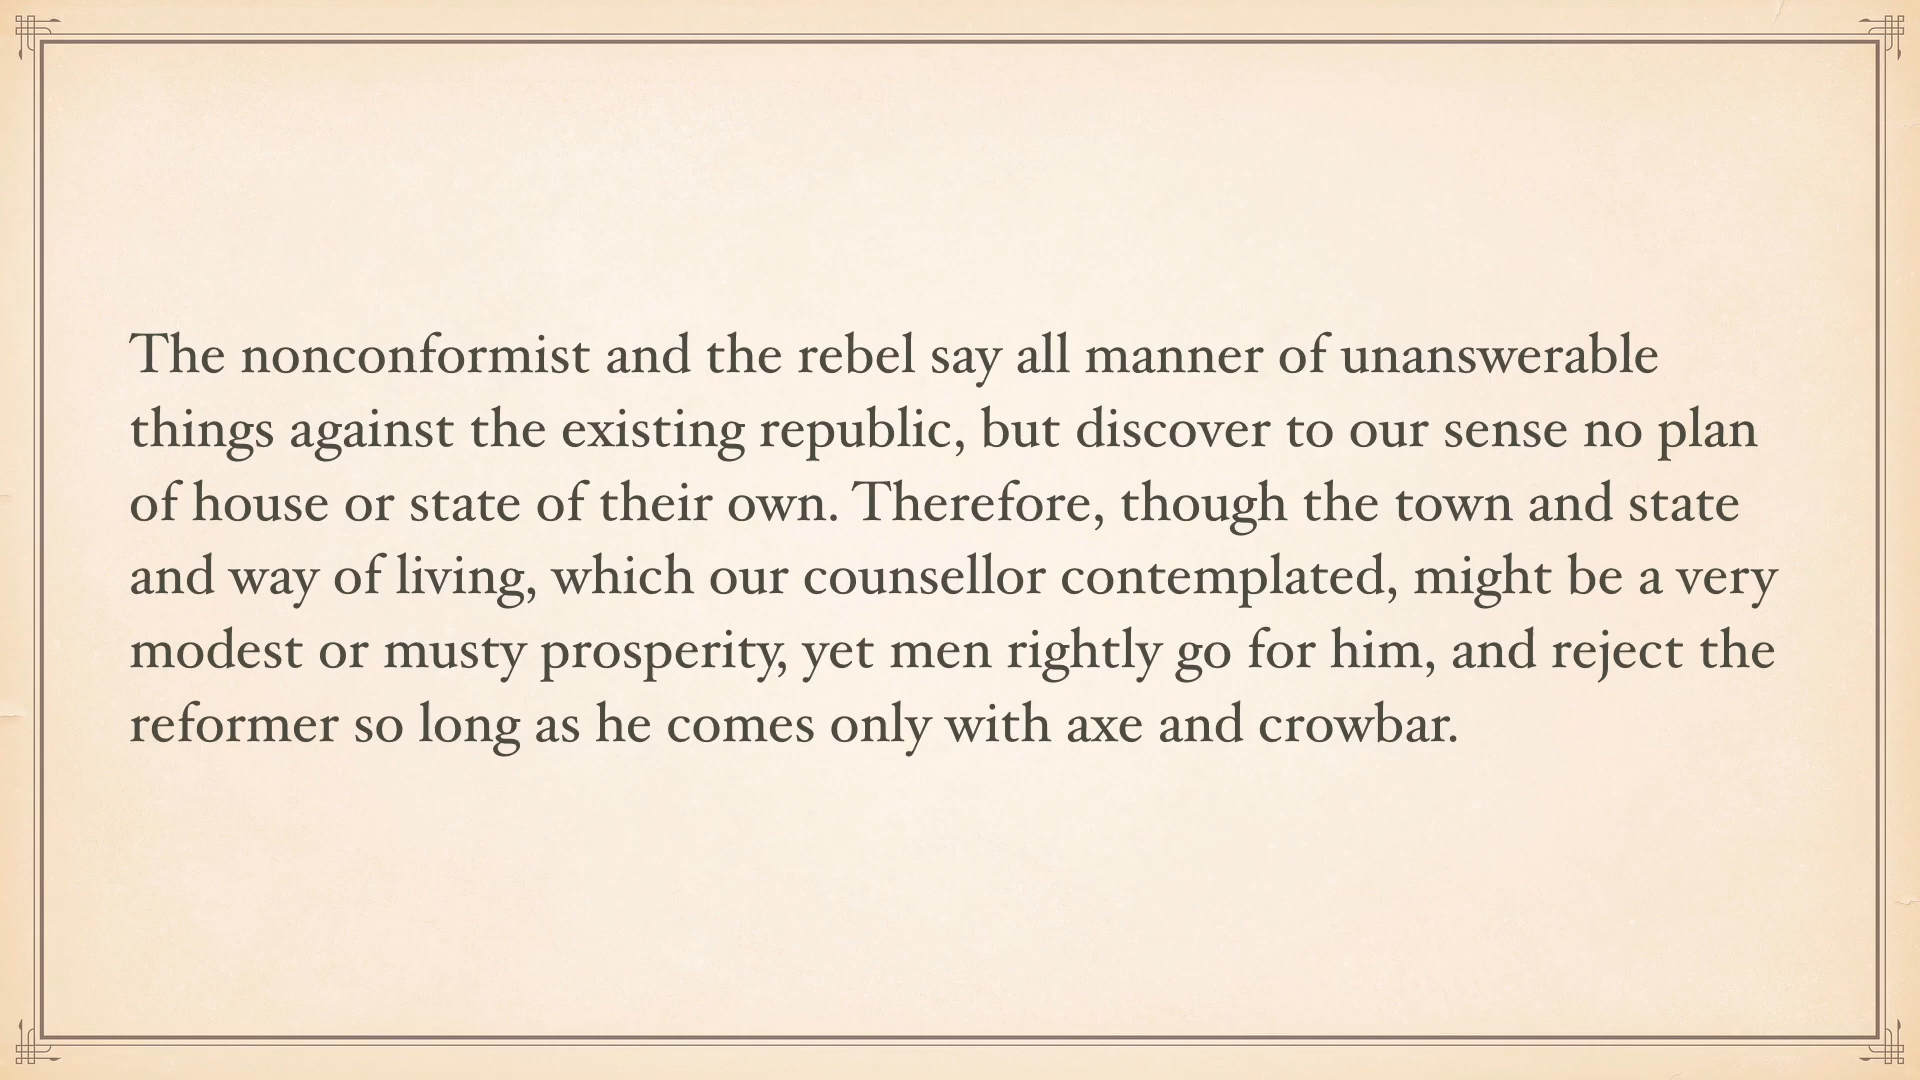 The nonconformist and the rebel say all manner of unanswerable
things against the existing republic, but discover to our sense no plan
of house or state of their own. Therefore, though the town and state
and way of living, which our counsellor contemplated, might be a very
modest or musty prosperity, yet men rightly go for him, and reject the
reformer so long as he comes only with axe and crowbar.